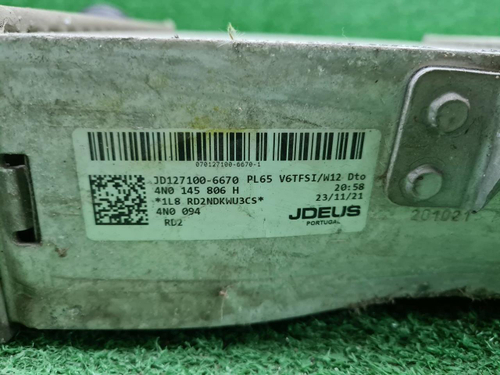 070127100-6670-1
JD127100-6670 PL65 V6TFSI/W12 Dto
4N0 145 806 H 20:58
*1L8 RD2NDKWU3CS* 23/11/21
4N0 094 JDEUS
RD2 PORTUGAL
201021